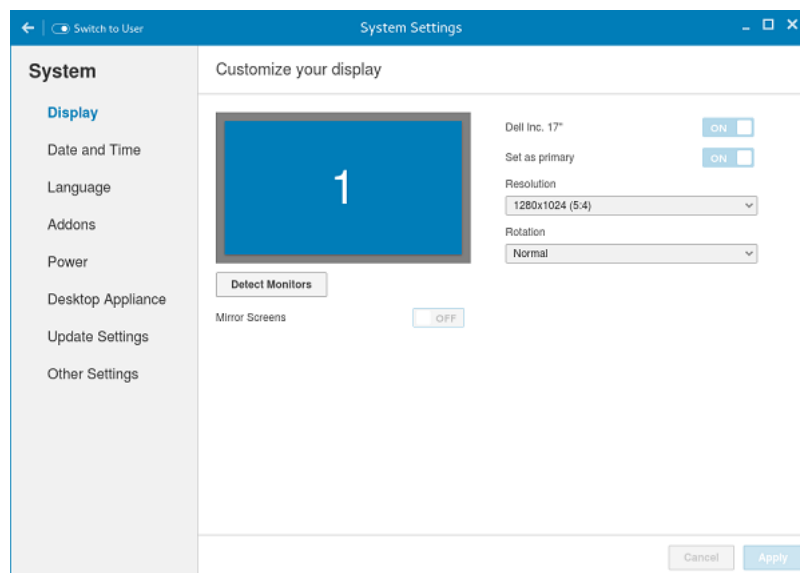 Switch to User
System Settings
System
Display
Date and Time
Language
Addons
Power
Desktop Appliance
Update Settings
Other Settings
Customize your display
1
Detect Monitors
Mirror Screens OFF
Dell Inc. 17" ON
Set as primary ON
Resolution
1280x1024 (5:4)
Rotation
Normal
Cancel Apply